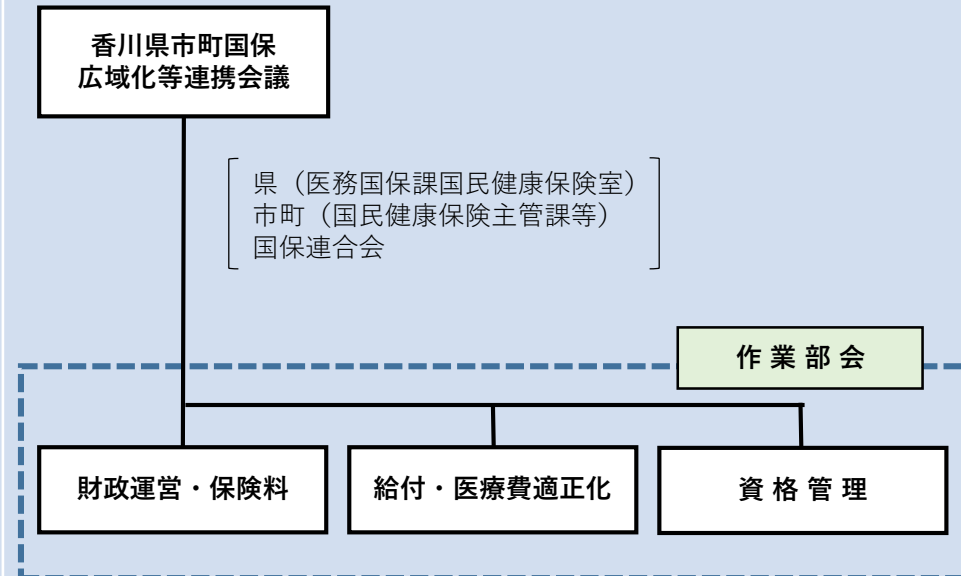 香川県市町国保
広域化等連携会議
県（医務国保課国民健康保険室）
市町（国民健康保険主管課等）
国保連合会
作業部会
財政運営・保険料
給付・医療費適正化
資格管理